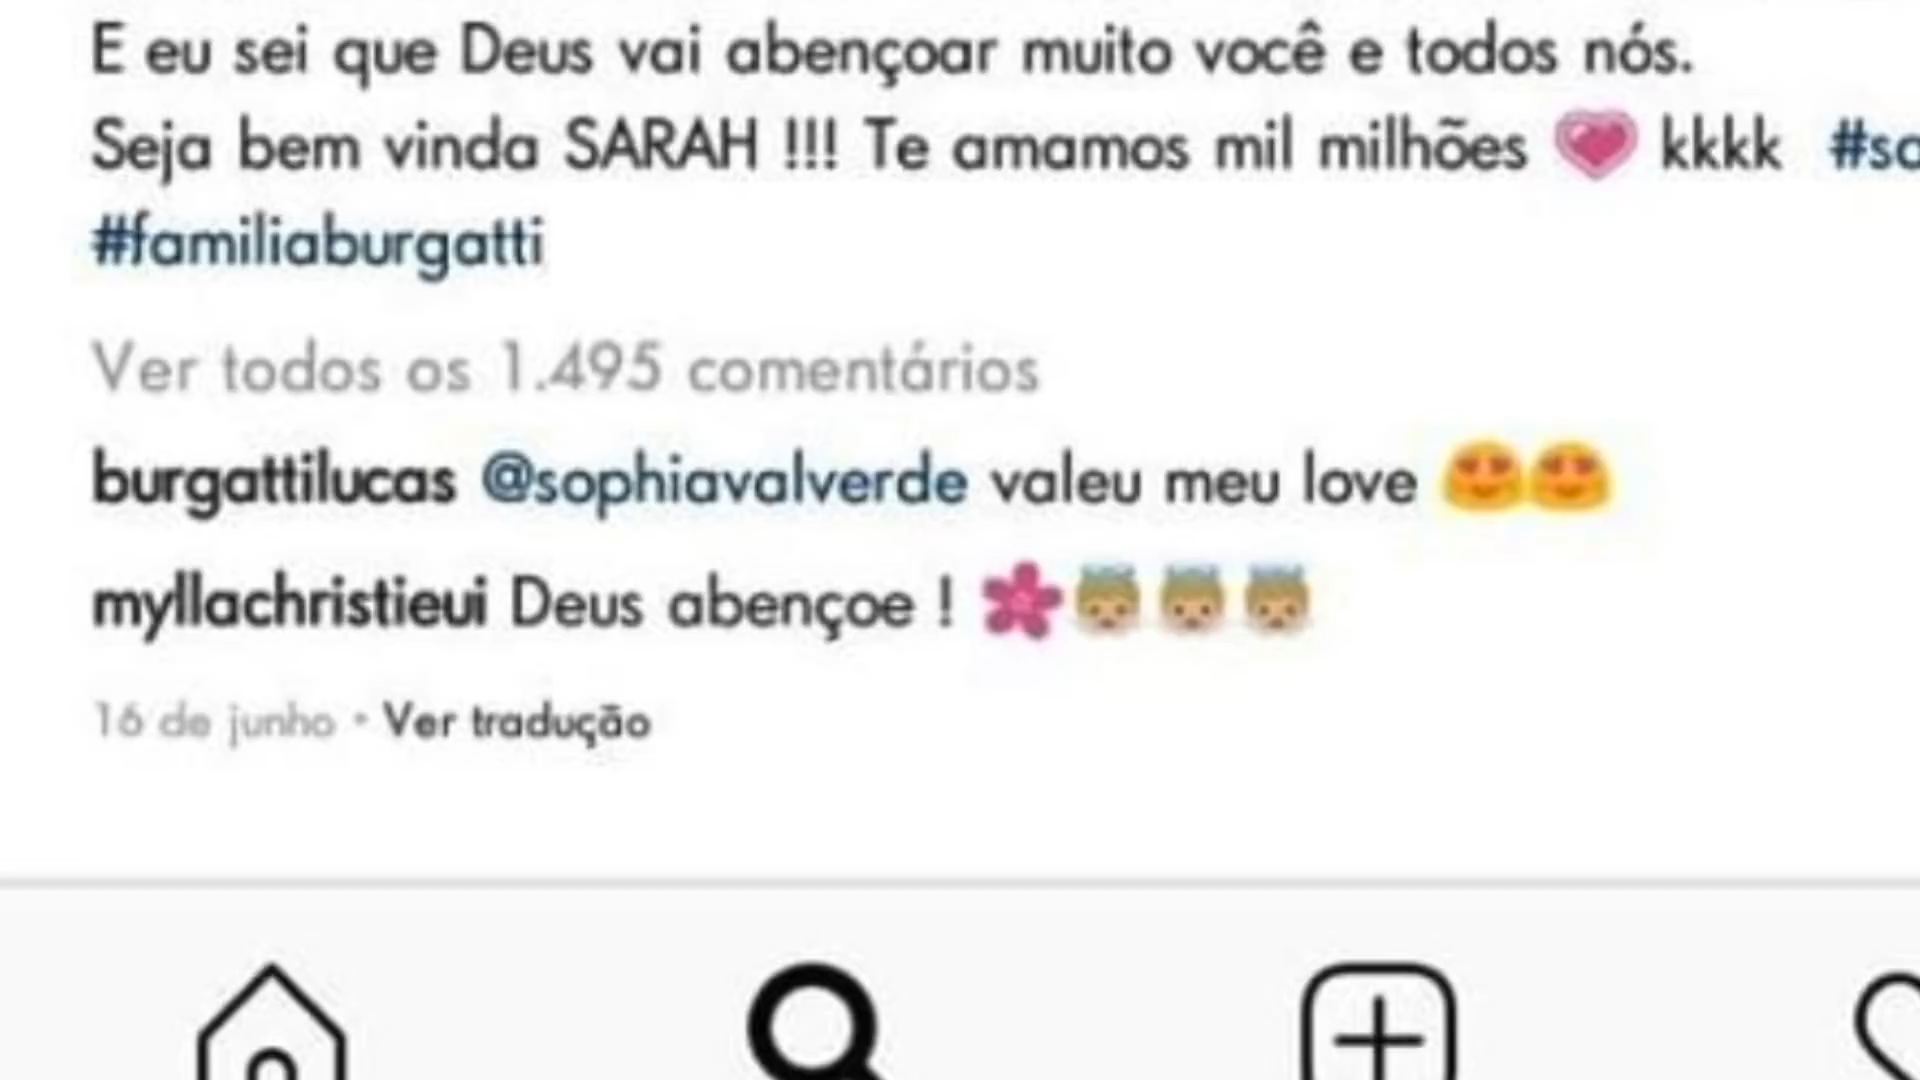 E eu sei que Deus vai abençoar muito você e todos nós.
Seja bem vinda SARAH !!! Te amamos mil milhões 💗 kkkk
#familiaburgatti
Ver todos os 1.495 comentários
burgattilucas @sophiavalverde valeu meu love 😍😍
myllachristieui Deus abençoe ! 🌸👼👼👼
16 de junho • Ver tradução